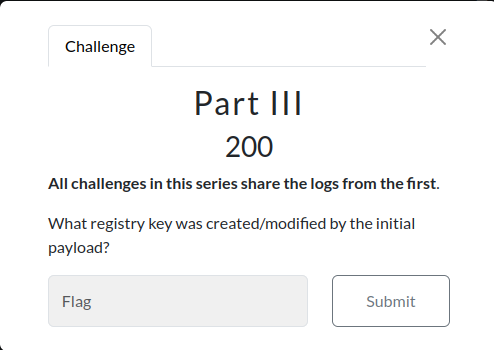 Challenge
Part III
200
All challenges in this series share the logs from the first.
What registry key was created/modified by the initial
payload?
Flag
Submit